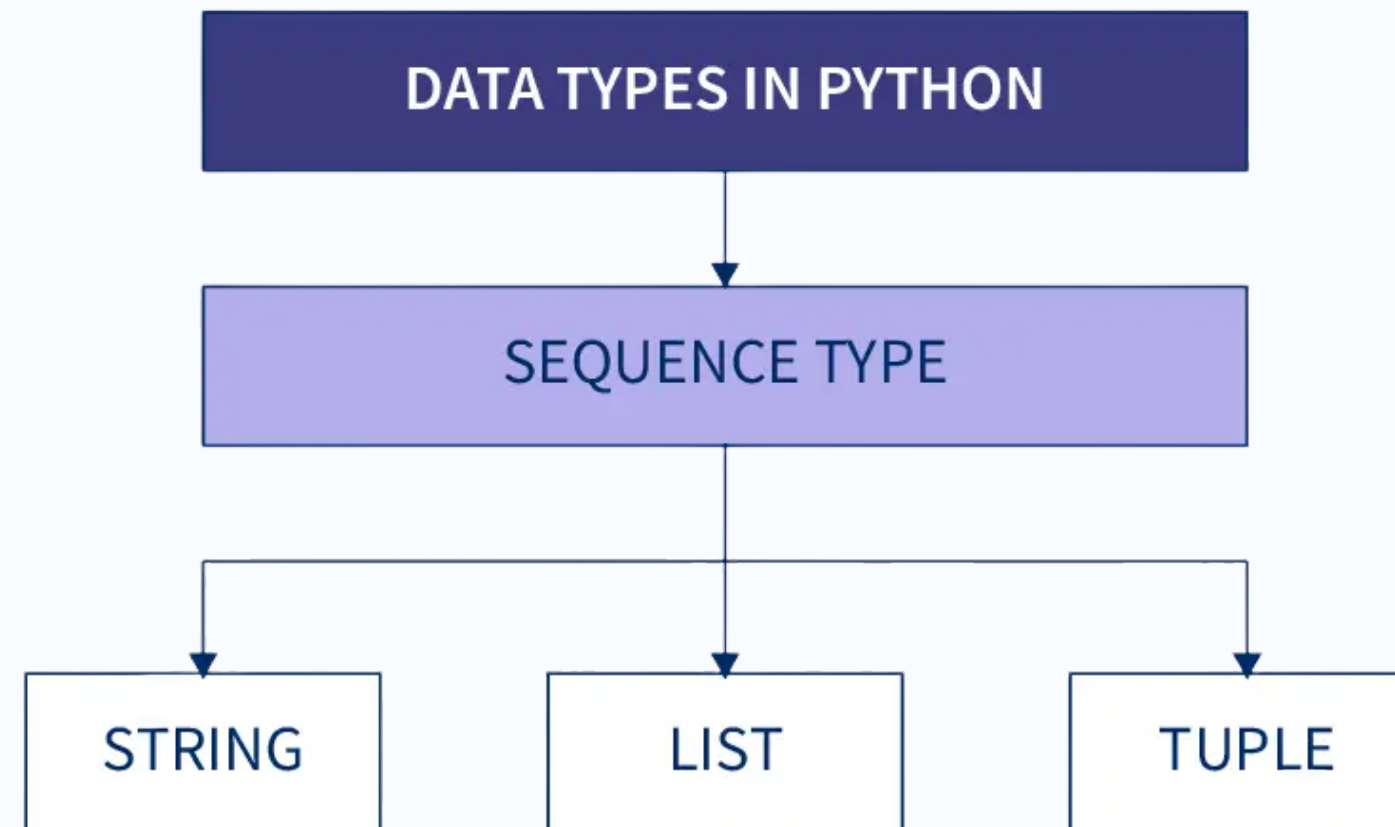 DATA TYPES IN PYTHON
SEQUENCE TYPE
STRING
LIST
TUPLE